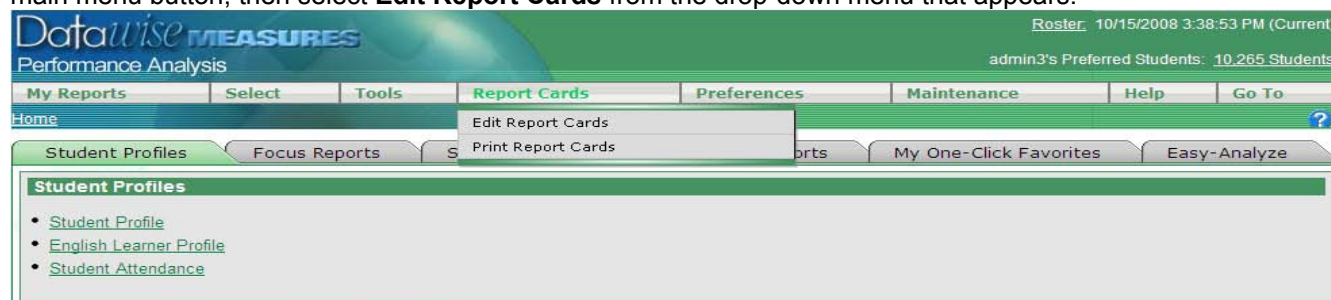 main menu button, then select Edit Report Cards from the drop-down menu that appears.
Datawise MEASURES
Roster: 10/15/2008 3:38:53 PM (Current
Performance Analysis
admin3's Preferred Students: 10,265 Students
My Reports Select Tools Report Cards Preferences Maintenance Help Go To
Home
Edit Report Cards
?
Print Report Cards
Student Profiles Focus Reports S orts My One-Click Favorites Easy-Analyze
Student Profiles
• Student Profile
• English Learner Profile
• Student Attendance